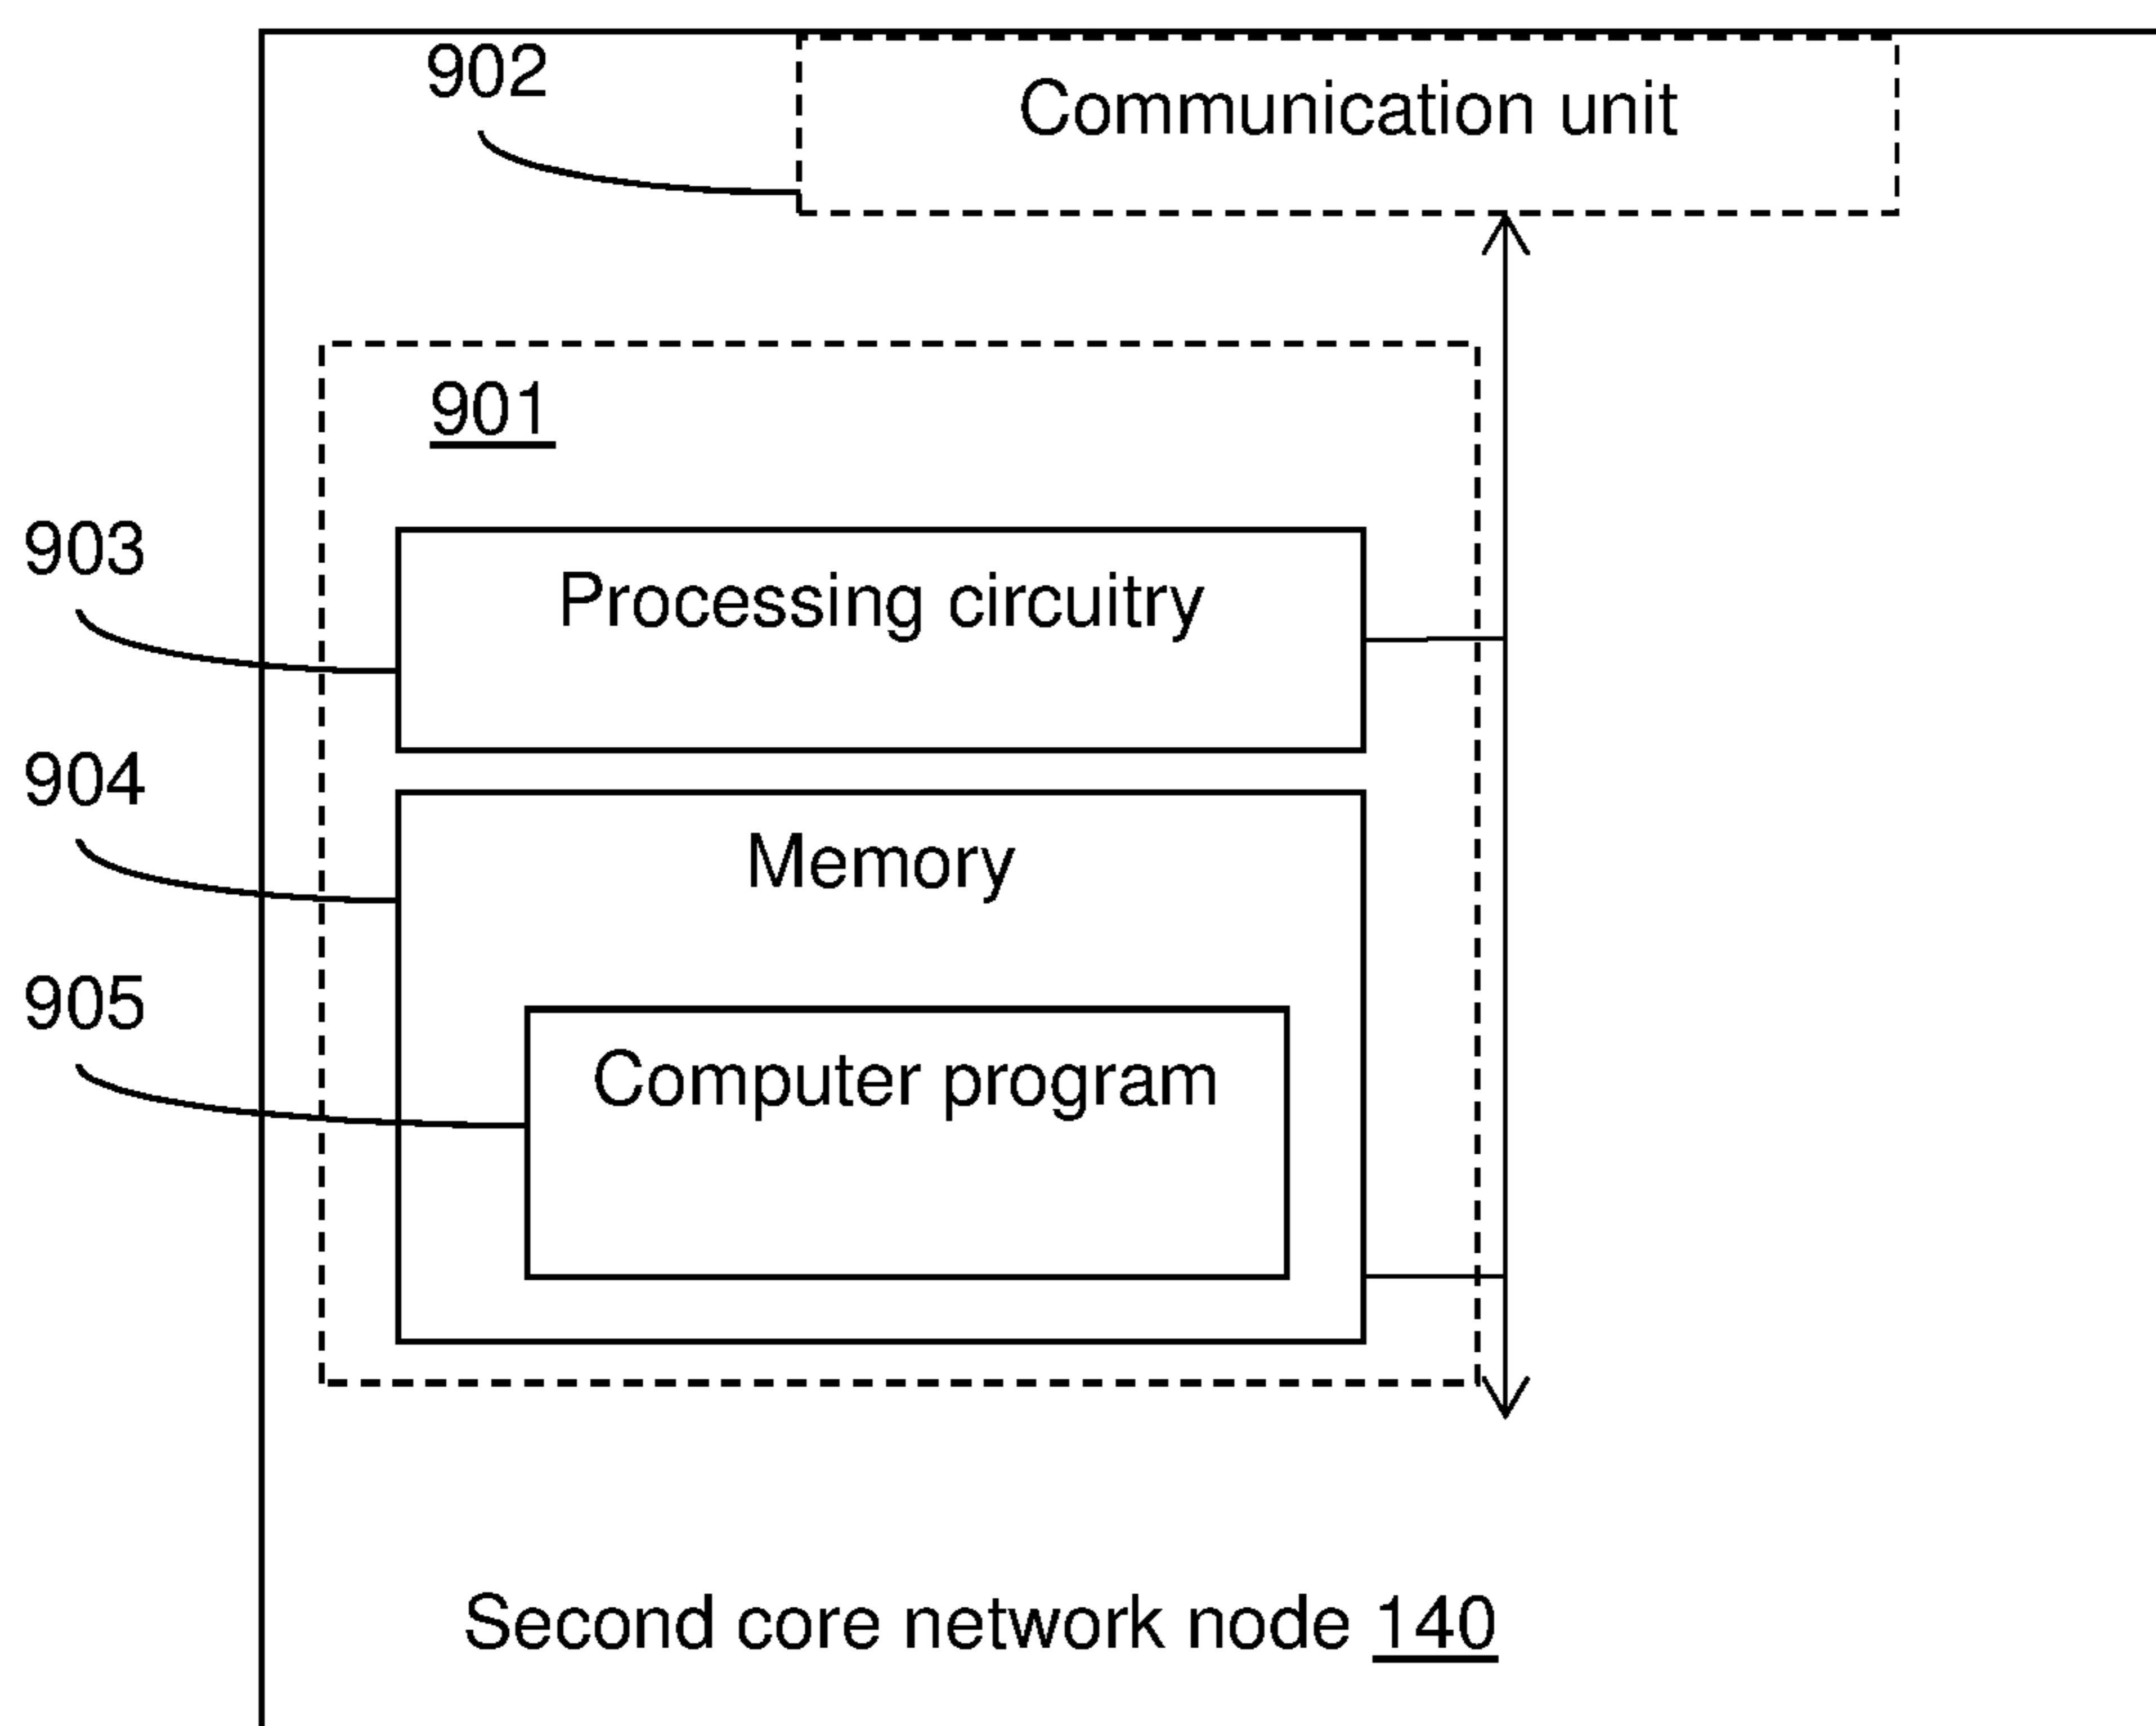 902
Communication unit
901
903
Processing circuitry
904
Memory
905
Computer program
Second core network node 140